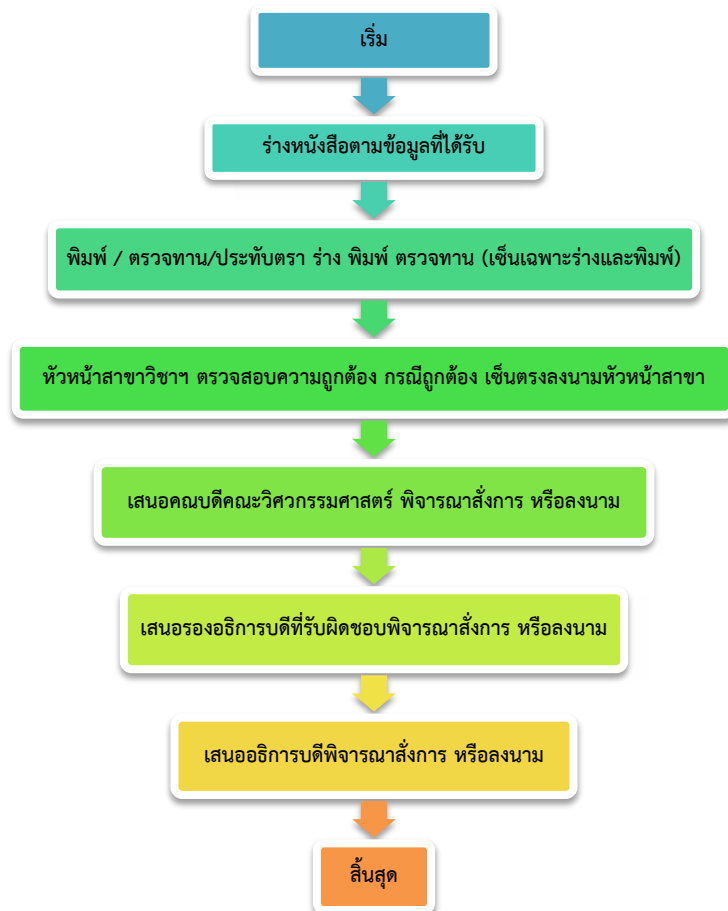 เริ่ม
ร่างหนังสือตามข้อมูลที่ได้รับ
พิมพ์ / ตรวจทาน/ประทับตรา ร่าง พิมพ์ ตรวจทาน (เซ็นเฉพาะร่างและพิมพ์)
หัวหน้าสาขาวิชาฯ ตรวจสอบความถูกต้อง กรณีถูกต้อง เซ็นตรงลงนามหัวหน้าสาขา
เสนอคณบดีคณะวิศวกรรมศาสตร์ พิจารณาสั่งการ หรือลงนาม
เสนอรองอธิการบดีที่รับผิดชอบพิจารณาสั่งการ หรือลงนาม
เสนออธิการบดีพิจารณาสั่งการ หรือลงนาม
สิ้นสุด